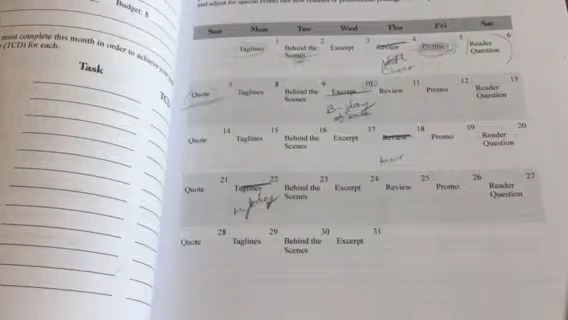 Budget: $
and adjust for special events like new releases or promotional
must complete this month in order to achieve
(TCD) for each.
Task
Sun Mon Tue Wed Thu Fri Sat
1 2 3 4 5 6
Taglines Behind the Scenes Excerpt Review Promo Reader Question
7 8 9 10 11 12 13
Quote Taglines Behind the Scenes Excerpt Review Promo Reader Question
B-day
14 15 16 17 18 19 20
Quote Taglines Behind the Scenes Excerpt Review Promo Reader Question
21 22 23 24 25 26 27
Quote Taglines Behind the Scenes Excerpt Review Promo Reader Question
28 29 30 31
Quote Taglines Behind the Scenes Excerpt